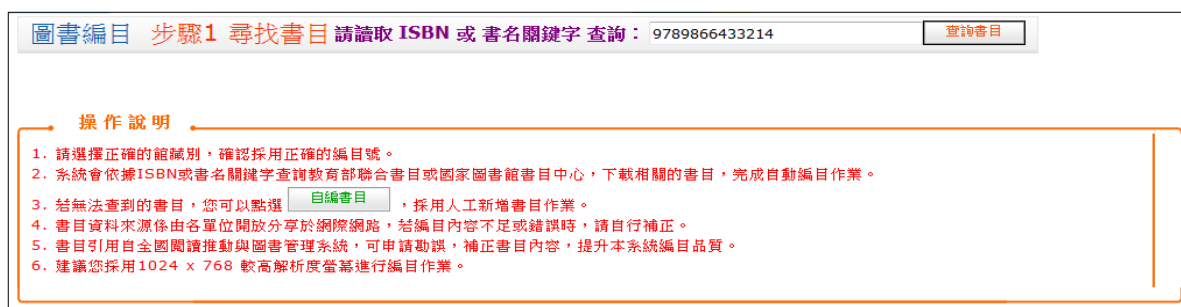 圖書編目 步驟1 尋找書目 請讀取 ISBN 或 書名關鍵字 查詢： 9789866433214 查詢書目
操作說明
1. 請選擇正確的館藏別，確認採用正確的編目號。
2. 系統會依據ISBN或書名關鍵字查詢教育部聯合書目或國家圖書館書目中心，下載相關的書目，完成自動編目作業。
3. 若無法查到的書目，您可以點選 自編書目 ，採用人工新增書目作業。
4. 書目資料來源係由各單位開放分享於網際網路，若編目內容不足或錯誤時，請自行補正。
5. 書目引用自全國閱讀推動與圖書管理系統，可申請勘誤，補正書目內容，提升本系統編目品質。
6. 建議您採用1024 x 768 較高解析度螢幕進行編目作業。